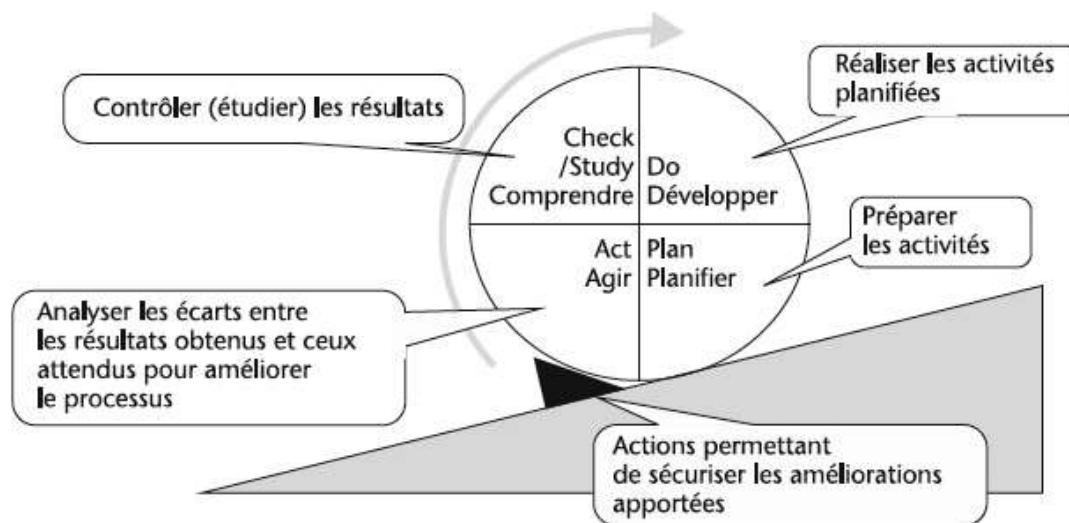 Contrôler (étudier) les résultats
Réaliser les activités
planifiées
Check
/Study
Comprendre
Do
Développer
Préparer
les activités
Act
Agir
Plan
Planifier
Analyser les écarts entre
les résultats obtenus et ceux
attendus pour améliorer
le processus
Actions permettant
de sécuriser les améliorations
apportées